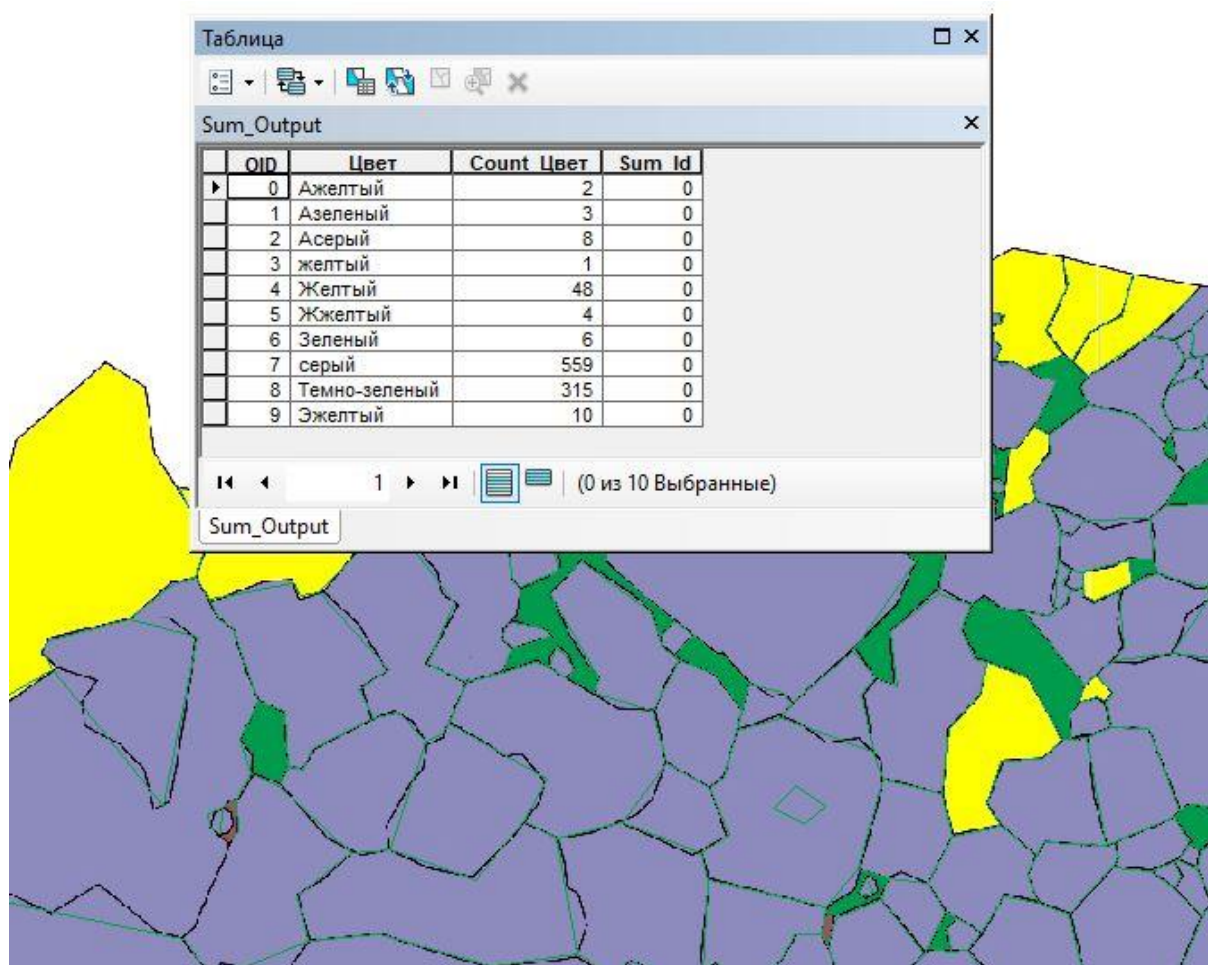 Таблица
Sum_Output
OID Цвет Count_Цвет Sum_Id
0 Ажелтый 2 0
1 Азеленый 3 0
2 Асерый 8 0
3 желтый 1 0
4 Желтый 48 0
5 Жжелтый 4 0
6 Зеленый 6 0
7 серый 559 0
8 Темно-зеленый 315 0
9 Эжелтый 10 0
1 (0 из 10 Выбранные)
Sum_Output